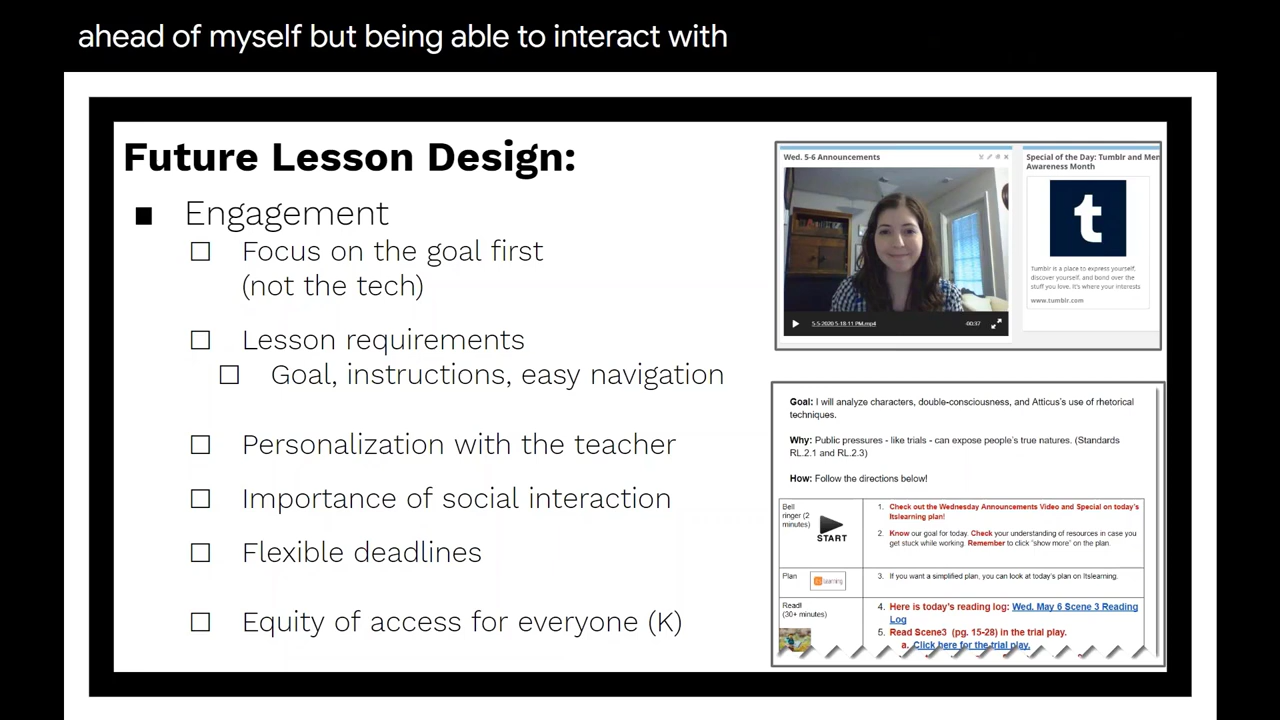 ahead of myself but being able to interact with
Future Lesson Design:
Engagement
Focus on the goal first
(not the tech)
Lesson requirements
Goal, instructions, easy navigation
Personalization with the teacher
Importance of social interaction
Flexible deadlines
Equity of access for everyone (K)
Wed. 5-6 Announcements
5-5-2020 5-18-11 PM.mp4
00:37
Special of the Day: Tumblr and Men
Awareness Month
t
Tumblr is a place to express yourself,
discover yourself, and bond over the
stuff you love. It's where your interests
www.tumblr.com
Goal: I will analyze characters, double-consciousness, and Atticus's use of rhetorical
techniques.
Why: Public pressures - like trials - can expose people's true natures. (Standards
RL.2.1 and RL.2.3)
How: Follow the directions below!
Bell
ringer (2
minutes)
START
1. Check out the Wednesday Announcements Video and Special on today's
Itslearning plan!
2. Know our goal for today. Check your understanding of resources in case you
get stuck while working. Remember to click "show more" on the plan.
Plan
its learning
3. If you want a simplified plan, you can look at today's plan on Itslearning.
Read!
(30+ minutes)
4. Here is today's reading log: Wed. May 6 Scene 3 Reading
Log
5. Read Scene3 (pg. 15-28) in the trial play.
a. Click here for the trial play.